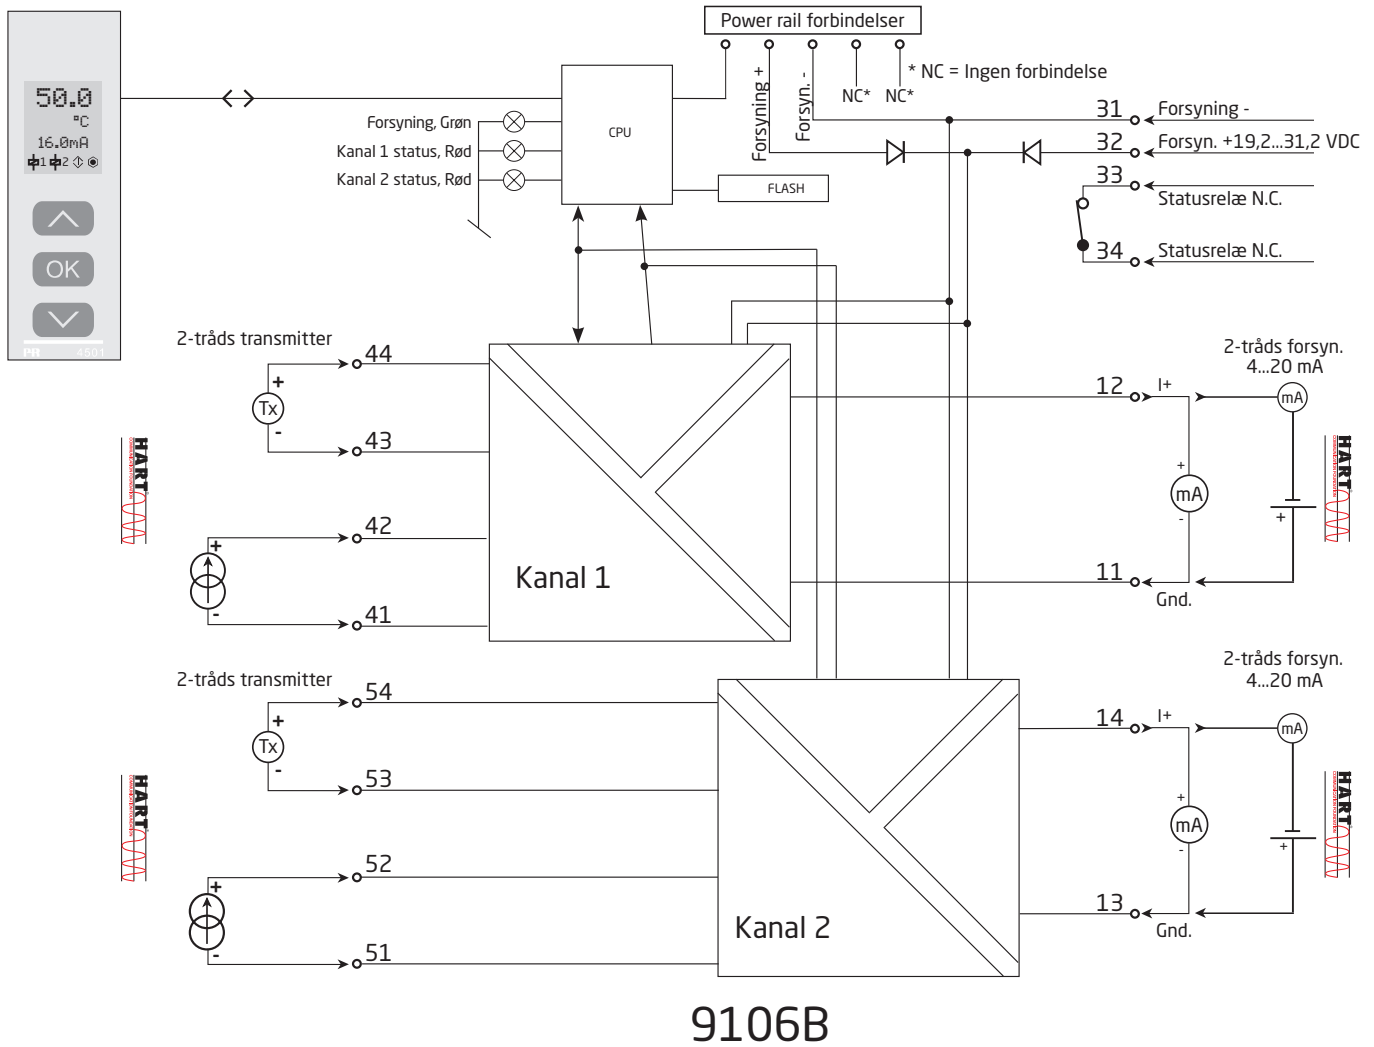 Power rail forbindelser
* NC = Ingen forbindelse
Forsyning +
Forsyn. -
NC*
NC*
50.0
°C
16.0mA
1 2
OK
PR 4501
CPU
FLASH
Forsyning, Grøn
Kanal 1 status, Rød
Kanal 2 status, Rød
31 Forsyning -
32 Forsyn. +19,2...31,2 VDC
33
Statusrelæ N.C.
34 Statusrelæ N.C.
2-tråds transmitter
44
+
Tx
-
43
HART
42
+
-
41
Kanal 1
2-tråds forsyn.
4...20 mA
12 I+
mA
+
mA
-
+
HART
11
Gnd.
2-tråds transmitter
54
+
Tx
-
53
HART
52
+
-
51
Kanal 2
2-tråds forsyn.
4...20 mA
14 I+
mA
+
mA
-
+
HART
13
Gnd.
9106B